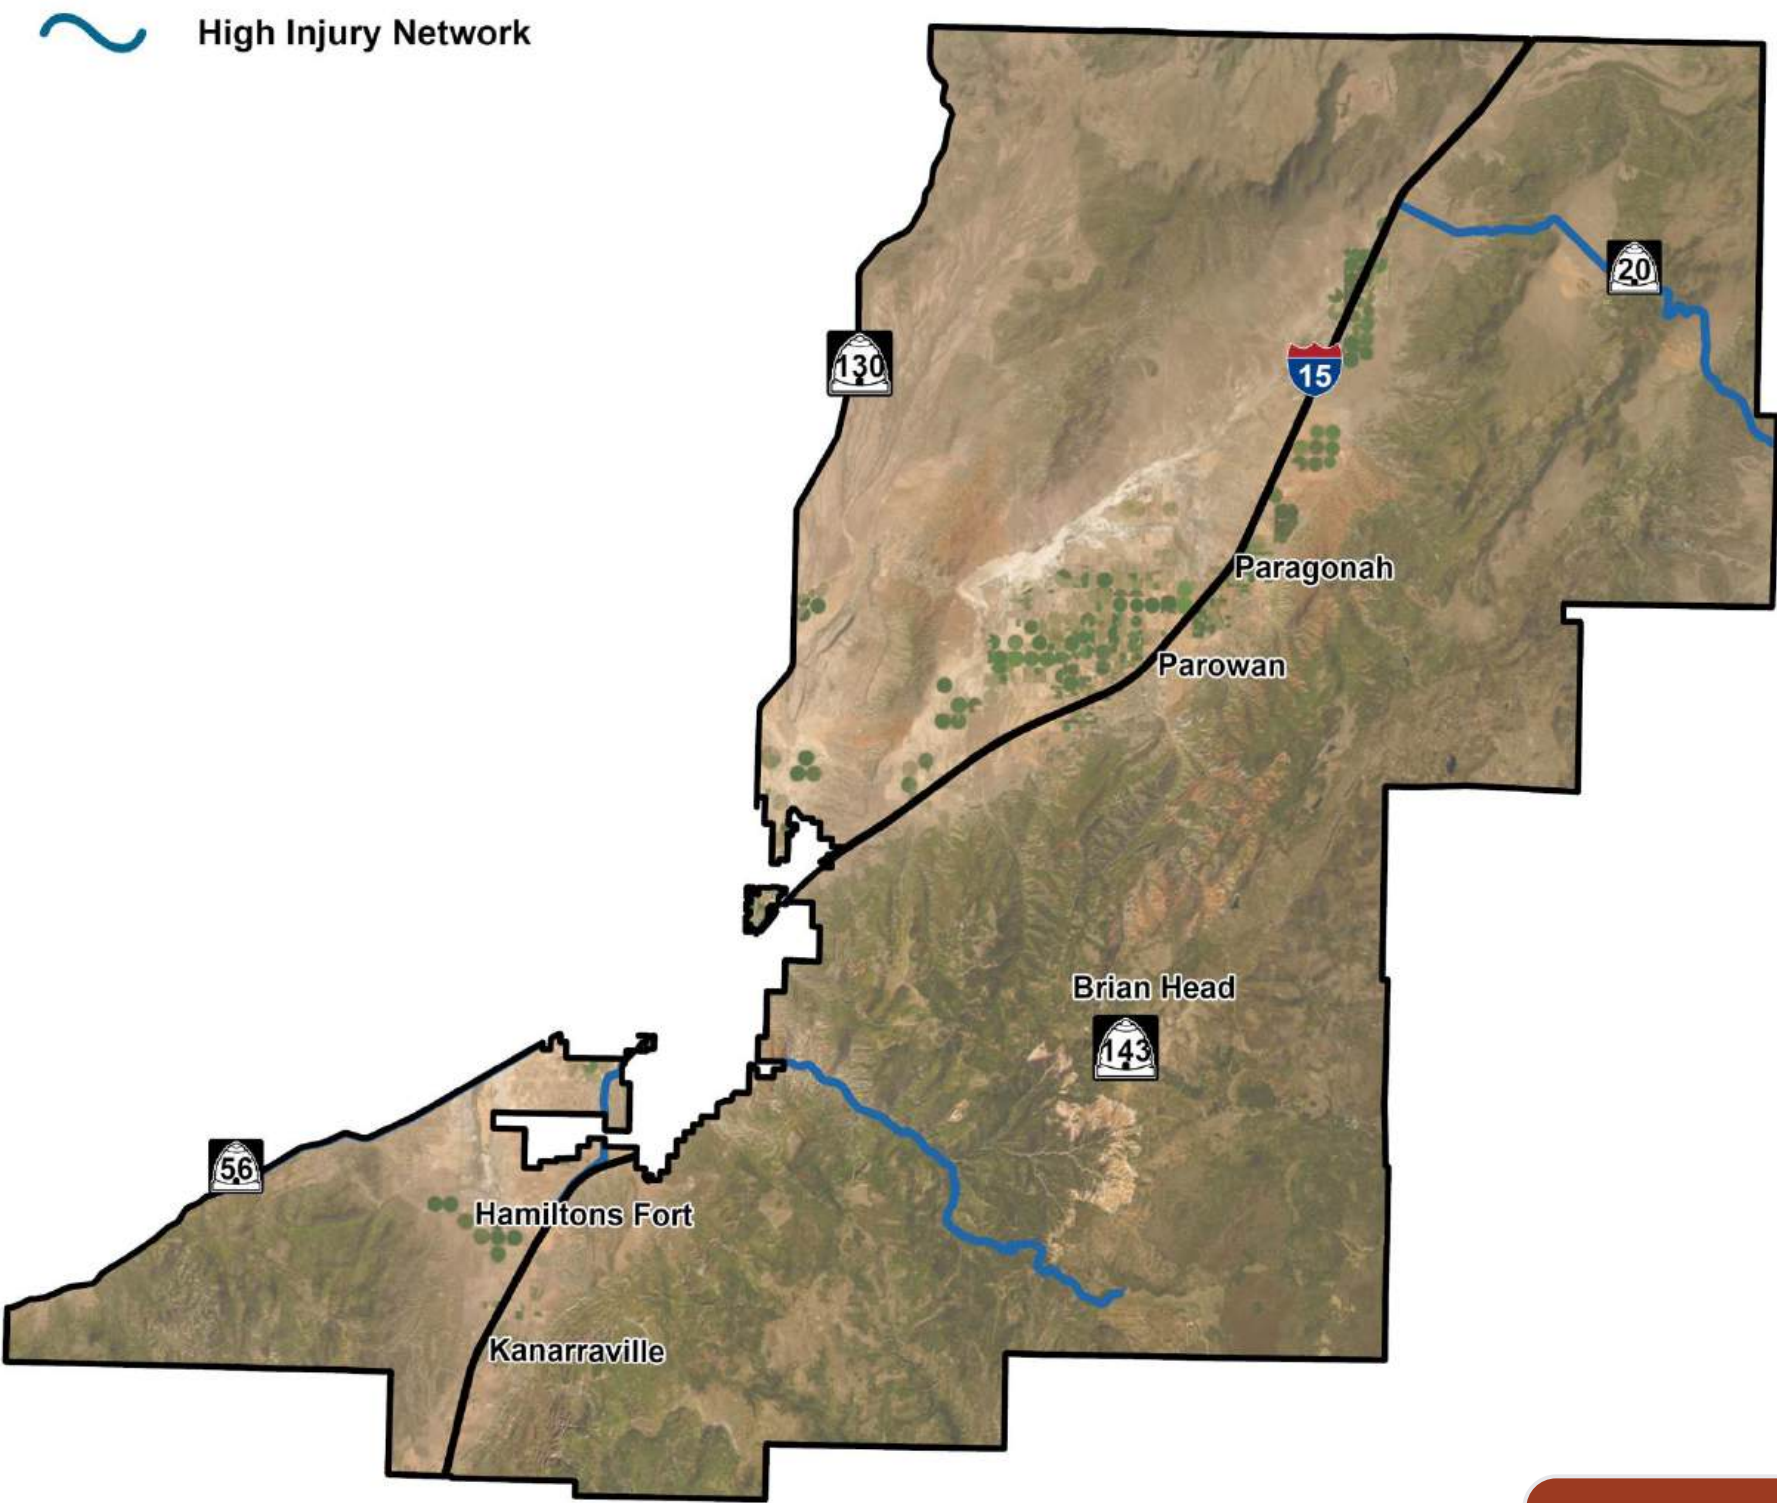 High Injury Network
20
130
15
Paragonah
Parowan
Brian Head
143
56
Hamiltons Fort
Kanarraville